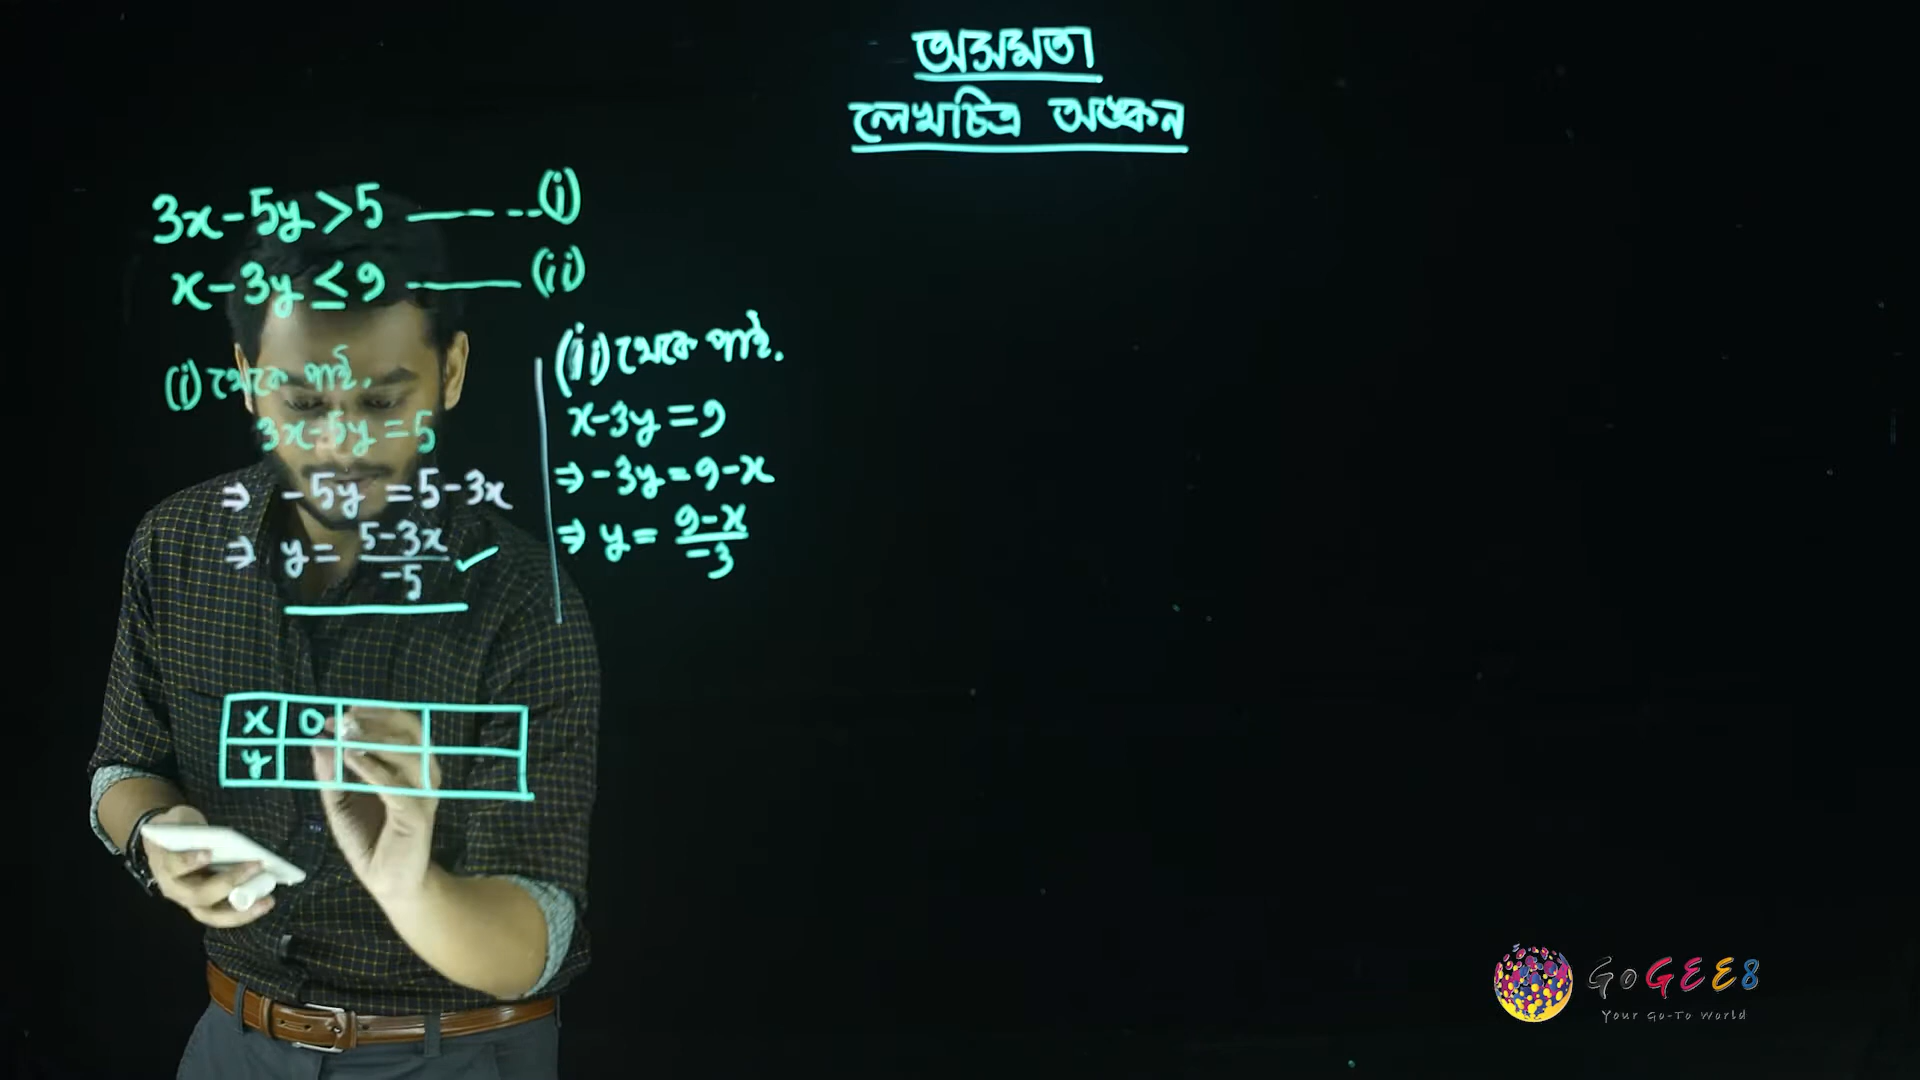 অসমতা
লেখচিত্র অঙ্কন
3x-5y>5 ——— --(i)
x-3y≤9 ——— (ii)
(i) থেকে পাই,
3x-5y=5
⇒ -5y =5-3x
⇒ y= 5-3x/-5 ✓
(ii) থেকে পাই,
x-3y=9
⇒ -3y=9-x
⇒ y= 9-x/-3
x 0
y
GoGEE8
Your Go-To World